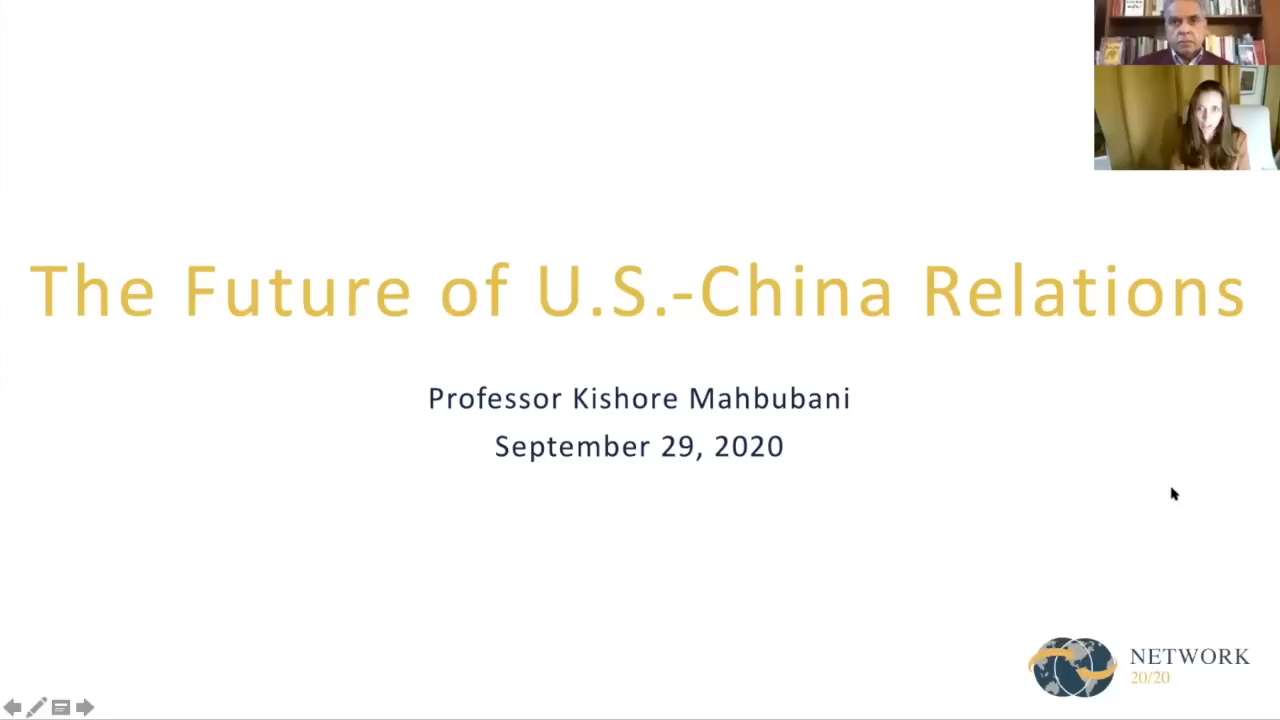 The Future of U.S.-China Relations
Professor Kishore Mahbubani
September 29, 2020
NETWORK
20/20